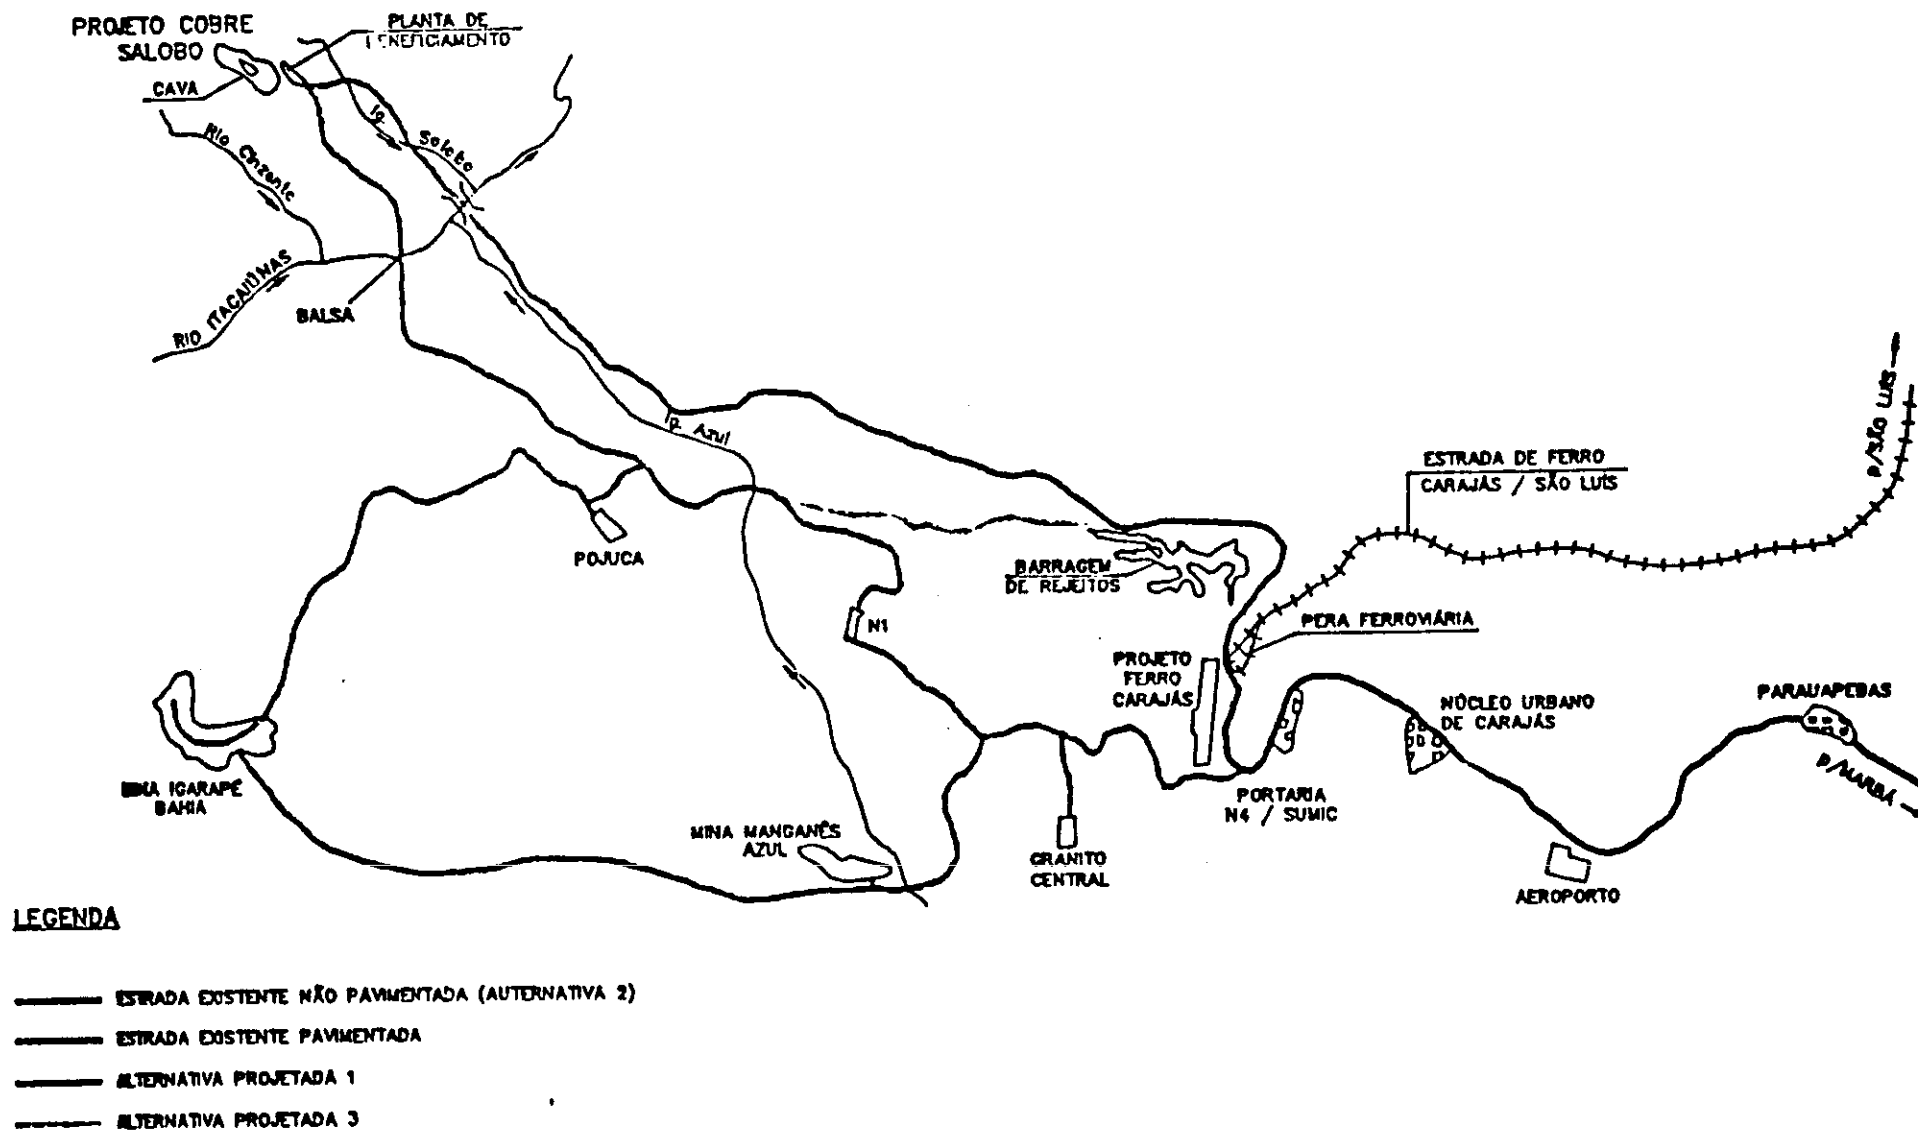 PROJETO COBRE
SALOBO
PLANTA DE
BENEFICIAMENTO
CAVA
Ig.
Salobo
Rio Cinzento
RIO ITACAIÚNAS
BALSA
Ig. Azul
POJUCA
N1
BARRAGEM
DE REJEITOS
ESTRADA DE FERRO
CARAJÁS / SÃO LUÍS
P/SÃO LUÍS
PERA FERROVIÁRIA
PROJETO
FERRO
CARAJÁS
NÚCLEO URBANO
DE CARAJÁS
PARAUAPEBAS
P/MARBÁ
MINA IGARAPÉ
BAHIA
MINA MANGANÊS
AZUL
GRANITO
CENTRAL
PORTARIA
N4 / SUMIC
AEROPORTO
LEGENDA
ESTRADA EXISTENTE NÃO PAVIMENTADA (AUTERNATIVA 2)
ESTRADA EXISTENTE PAVIMENTADA
ALTERNATIVA PROJETADA 1
ALTERNATIVA PROJETADA 3